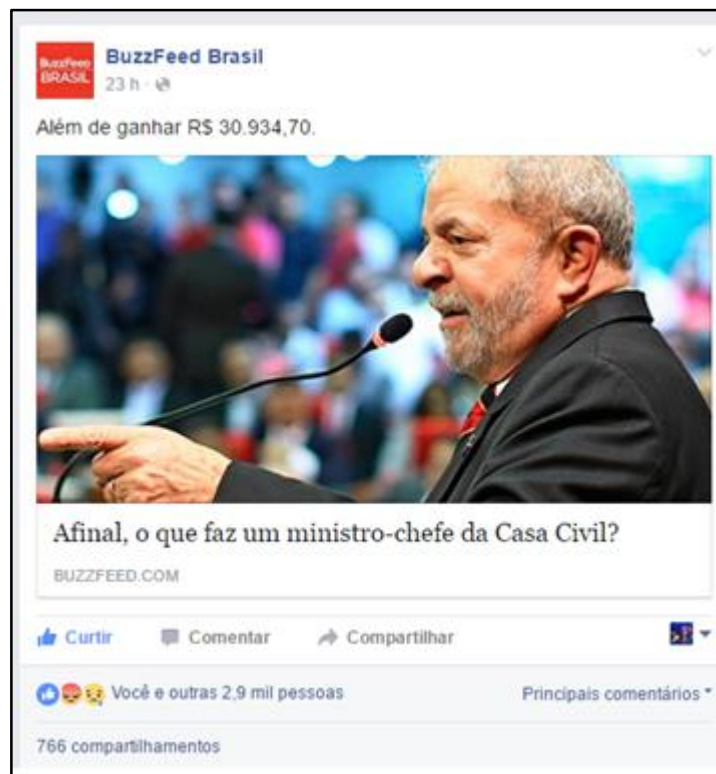 BuzzFeed
BRASIL
BuzzFeed Brasil
23 h ·
Além de ganhar R$ 30.934,70.
Afinal, o que faz um ministro-chefe da Casa Civil?
BUZZFEED.COM
Curtir Comentar Compartilhar
Você e outras 2,9 mil pessoas Principais comentários
766 compartilhamentos